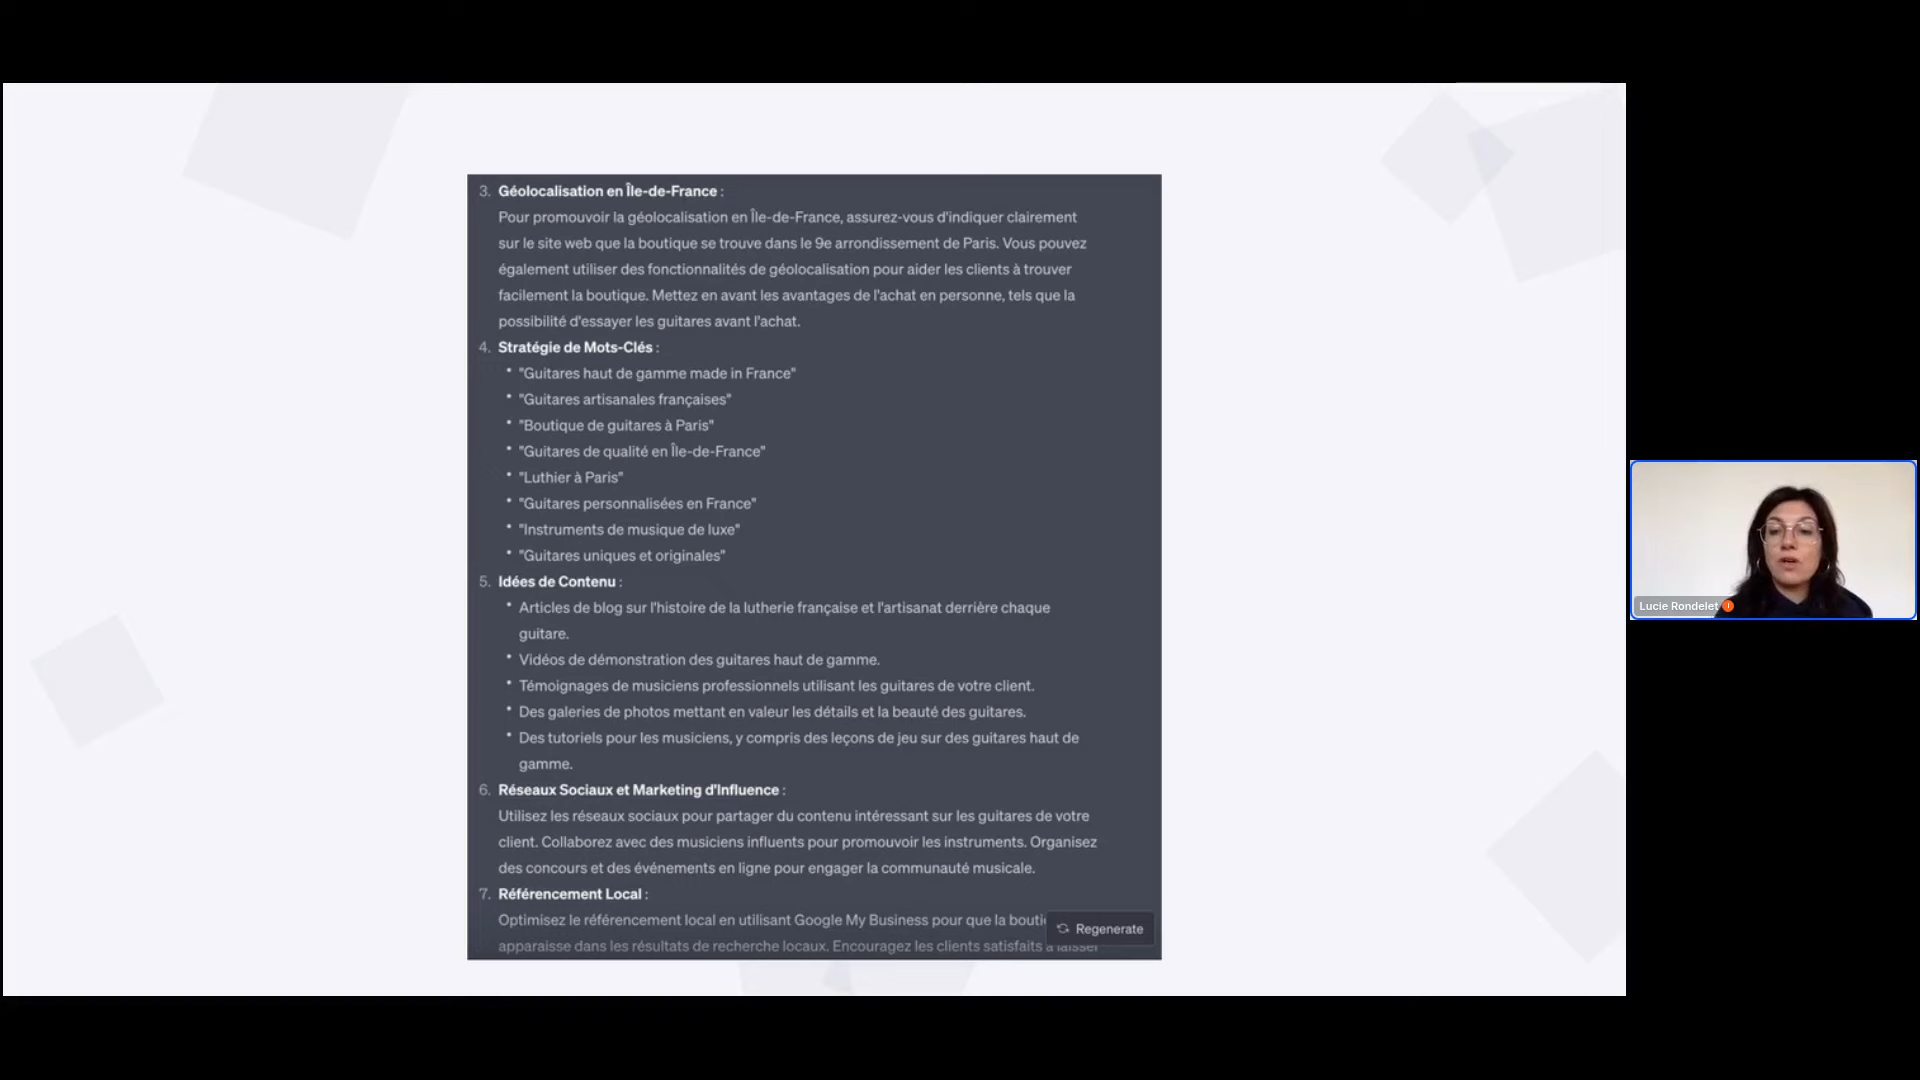 3. Géolocalisation en Île-de-France :
Pour promouvoir la géolocalisation en Île-de-France, assurez-vous d'indiquer clairement
sur le site web que la boutique se trouve dans le 9e arrondissement de Paris. Vous pouvez
également utiliser des fonctionnalités de géolocalisation pour aider les clients à trouver
facilement la boutique. Mettez en avant les avantages de l'achat en personne, tels que la
possibilité d'essayer les guitares avant l'achat.
4. Stratégie de Mots-Clés :
• "Guitares haut de gamme made in France"
• "Guitares artisanales françaises"
• "Boutique de guitares à Paris"
• "Guitares de qualité en Île-de-France"
• "Luthier à Paris"
• "Guitares personnalisées en France"
• "Instruments de musique de luxe"
• "Guitares uniques et originales"
5. Idées de Contenu :
• Articles de blog sur l'histoire de la lutherie française et l'artisanat derrière chaque
guitare.
• Vidéos de démonstration des guitares haut de gamme.
• Témoignages de musiciens professionnels utilisant les guitares de votre client.
• Des galeries de photos mettant en valeur les détails et la beauté des guitares.
• Des tutoriels pour les musiciens, y compris des leçons de jeu sur des guitares haut de
gamme.
6. Réseaux Sociaux et Marketing d'Influence :
Utilisez les réseaux sociaux pour partager du contenu intéressant sur les guitares de votre
client. Collaborez avec des musiciens influents pour promouvoir les instruments. Organisez
des concours et des événements en ligne pour engager la communauté musicale.
7. Référencement Local :
Optimisez le référencement local en utilisant Google My Business pour que la
apparaisse dans les résultats de recherche locaux. Encouragez les clients satisfaits à
Regenerate
Lucie Rondelet